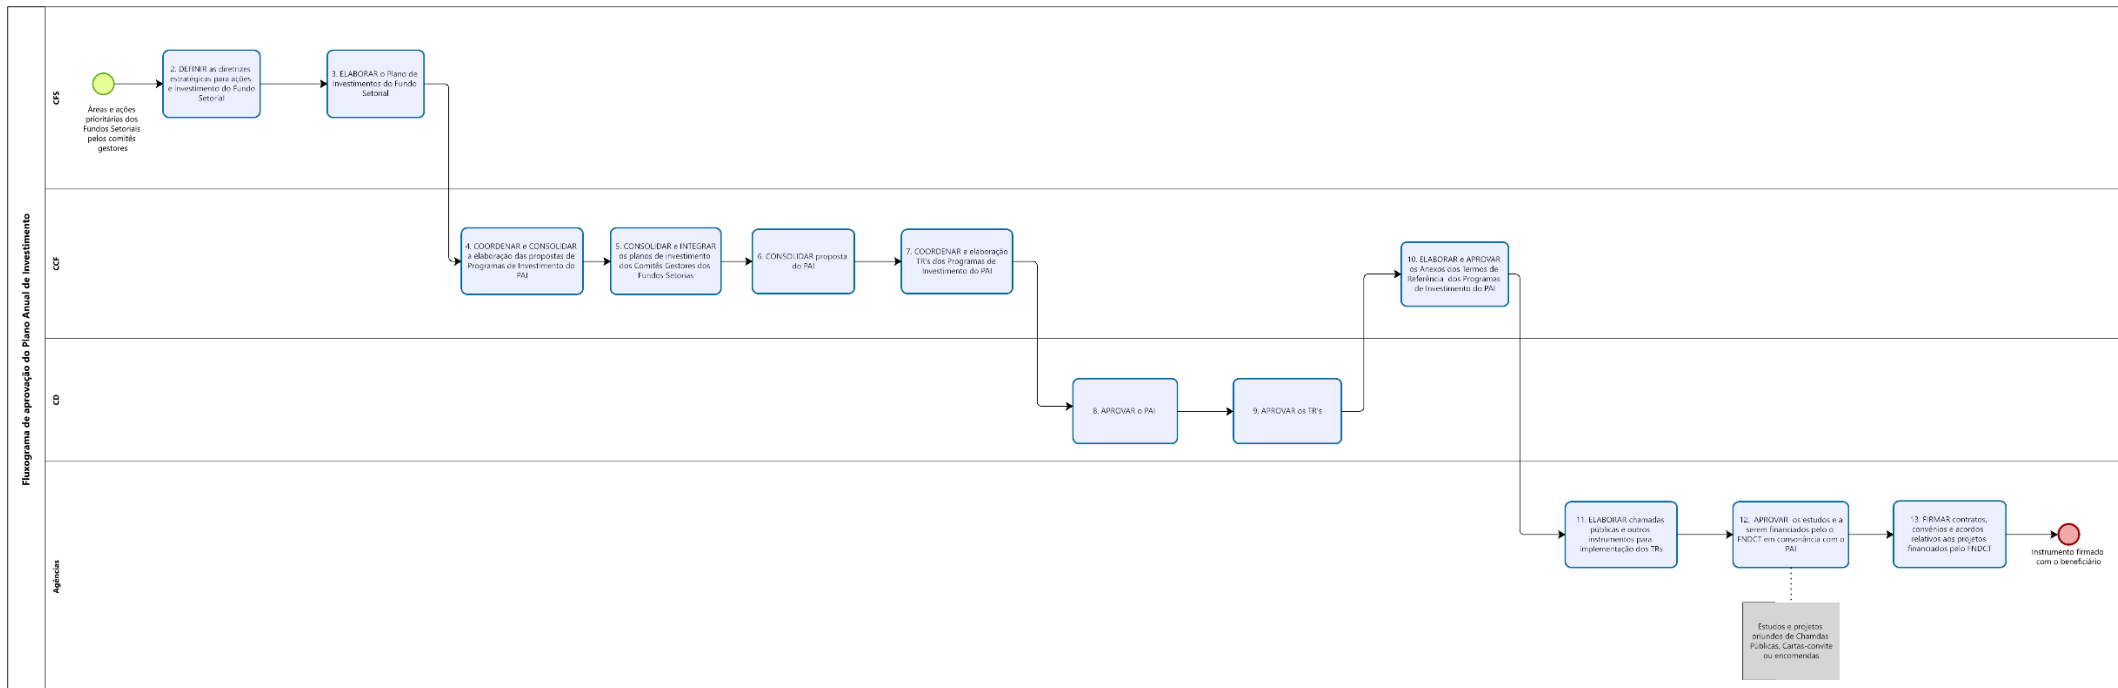 Fluxograma de aprovação do Plano Anual de Investimento
CFS
Áreas e ações
prioritárias dos
Fundos Setoriais
pelos comitês
gestores
2. DEFINIR as diretrizes
estratégicas para ações
e investimento do Fundo
Setorial
3. ELABORAR o Plano de
Investimentos do Fundo
Setorial
CCF
4. COORDENAR e CONSOLIDAR
a elaboração das propostas de
Programas de Investimento do
PAI
5. CONSOLIDAR e INTEGRAR
os planos de investimento
dos Comitês Gestores dos
Fundos Setorias
6. CONSOLIDAR proposta
do PAI
7. COORDENAR a elaboração
TR's dos Programas de
Investimento do PAI
10. ELABORAR e APROVAR
os Anexos dos Termos de
Referência dos Programas
de Investimento do PAI
CD
8. APROVAR o PAI
9. APROVAR os TR's
Agências
11. ELABORAR chamadas
públicas e outros
instrumentos para
implementação dos TRs
12. APROVAR os estudos e a
serem financiados pelo o
FNDCT em consonância com o
PAI
13. FIRMAR contratos,
convênios e acordos
relativos aos projetos
financiados pelo FNDCT
Instrumento firmado
com o beneficiário
Estudos e projetos
oriundos de Chamdas
Públicas, Cartas-convite
ou encomendas